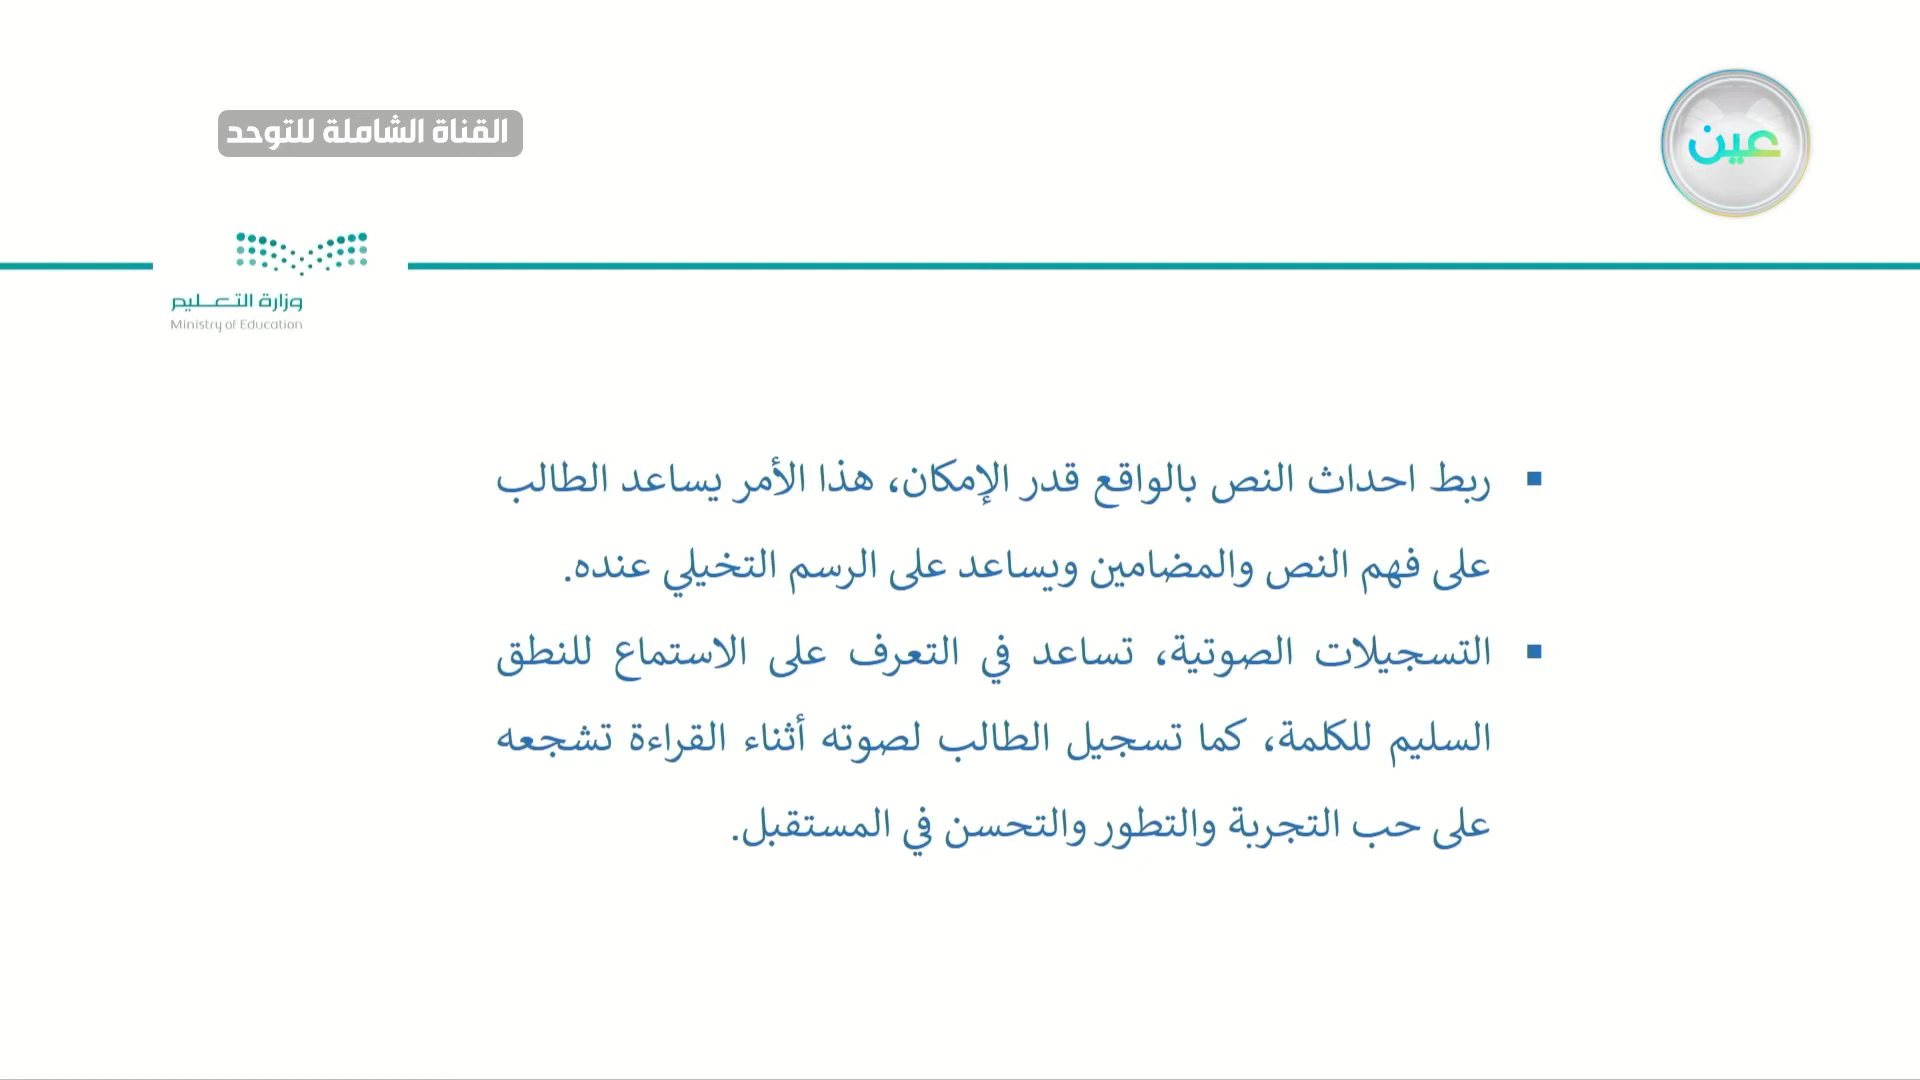 القناة الشاملة للتوحد
عين
وزارة التعليم
Ministry of Education
▪ ربط احداث النص بالواقع قدر الإمكان، هذا الأمر يساعد الطالب
على فهم النص والمضامين ويساعد على الرسم التخيلي عنده.
▪ التسجيلات الصوتية، تساعد في التعرف على الاستماع للنطق
السليم للكلمة، كما تسجيل الطالب لصوته أثناء القراءة تشجعه
على حب التجربة والتطور والتحسن في المستقبل.